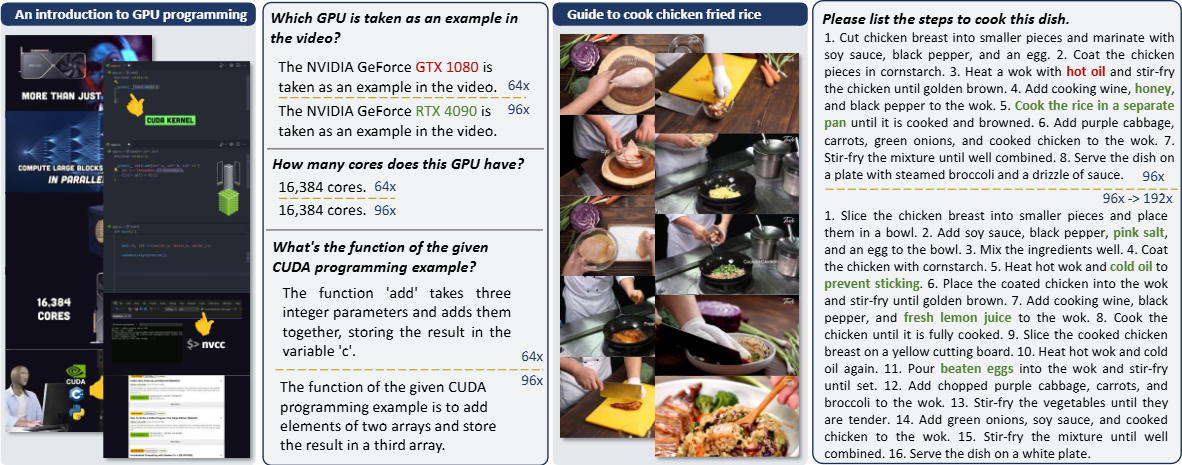 An introduction to GPU programming
MORE THAN JUST
CUDA KERNEL
COMPUTE LARGE BLOCKS
IN PARALLEL
16,384
CORES
$> nvcc
CUDA
Which GPU is taken as an example in
the video?
The NVIDIA GeForce GTX 1080 is
taken as an example in the video. 64x
The NVIDIA GeForce RTX 4090 is 96x
taken as an example in the video.
How many cores does this GPU have?
16,384 cores. 64x
16,384 cores. 96x
What's the function of the given
CUDA programming example?
The function 'add' takes three
integer parameters and adds them
together, storing the result in the
variable 'c'.
64x
96x
The function of the given CUDA
programming example is to add
elements of two arrays and store
the result in a third array.
Guide to cook chicken fried rice
Please list the steps to cook this dish.
1. Cut chicken breast into smaller pieces and marinate with
soy sauce, black pepper, and an egg. 2. Coat the chicken
pieces in cornstarch. 3. Heat a wok with hot oil and stir-fry
the chicken until golden brown. 4. Add cooking wine, honey,
and black pepper to the wok. 5. Cook the rice in a separate
pan until it is cooked and browned. 6. Add purple cabbage,
carrots, green onions, and cooked chicken to the wok. 7.
Stir-fry the mixture until well combined. 8. Serve the dish on
a plate with steamed broccoli and a drizzle of sauce. 96x
96x -> 192x
1. Slice the chicken breast into smaller pieces and place
them in a bowl. 2. Add soy sauce, black pepper, pink salt,
and an egg to the bowl. 3. Mix the ingredients well. 4. Coat
the chicken with cornstarch. 5. Heat hot wok and cold oil to
prevent sticking. 6. Place the coated chicken into the wok
and stir-fry until golden brown. 7. Add cooking wine, black
pepper, and fresh lemon juice to the wok. 8. Cook the
chicken until it is fully cooked. 9. Slice the cooked chicken
breast on a yellow cutting board. 10. Heat hot wok and cold
oil again. 11. Pour beaten eggs into the wok and stir-fry
until set. 12. Add chopped purple cabbage, carrots, and
broccoli to the wok. 13. Stir-fry the vegetables until they
are tender. 14. Add green onions, soy sauce, and cooked
chicken to the wok. 15. Stir-fry the mixture until well
combined. 16. Serve the dish on a white plate.